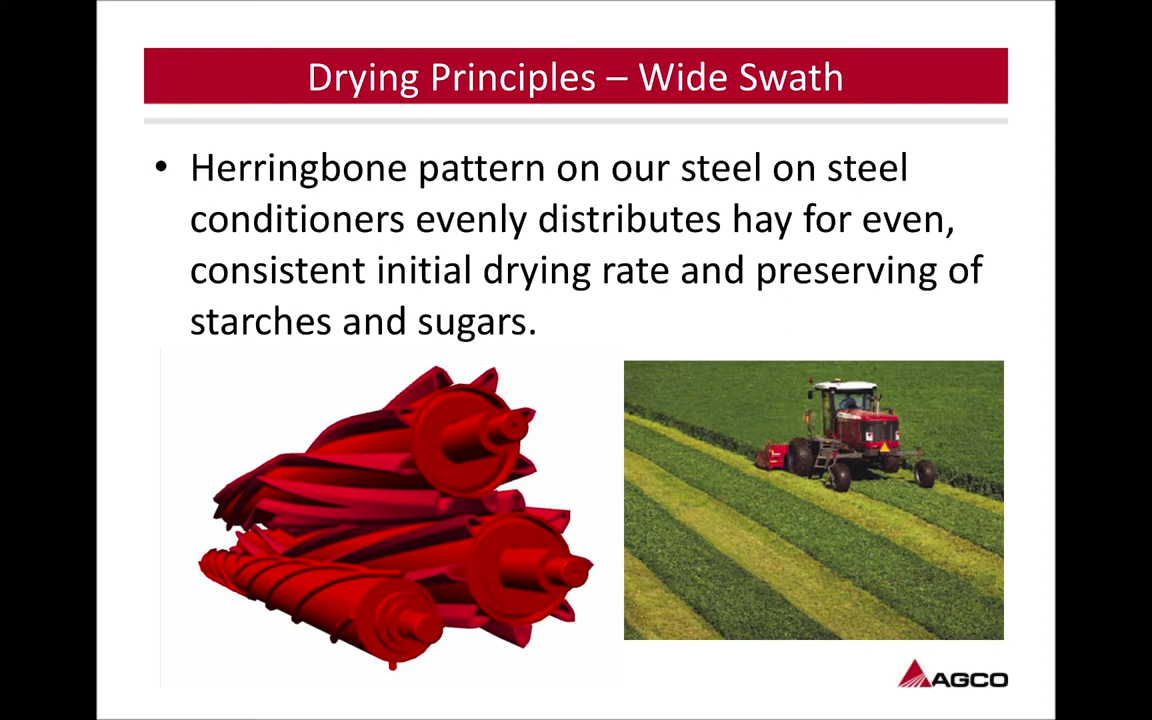 Drying Principles – Wide Swath
• Herringbone pattern on our steel on steel
conditioners evenly distributes hay for even,
consistent initial drying rate and preserving of
starches and sugars.
AGCO